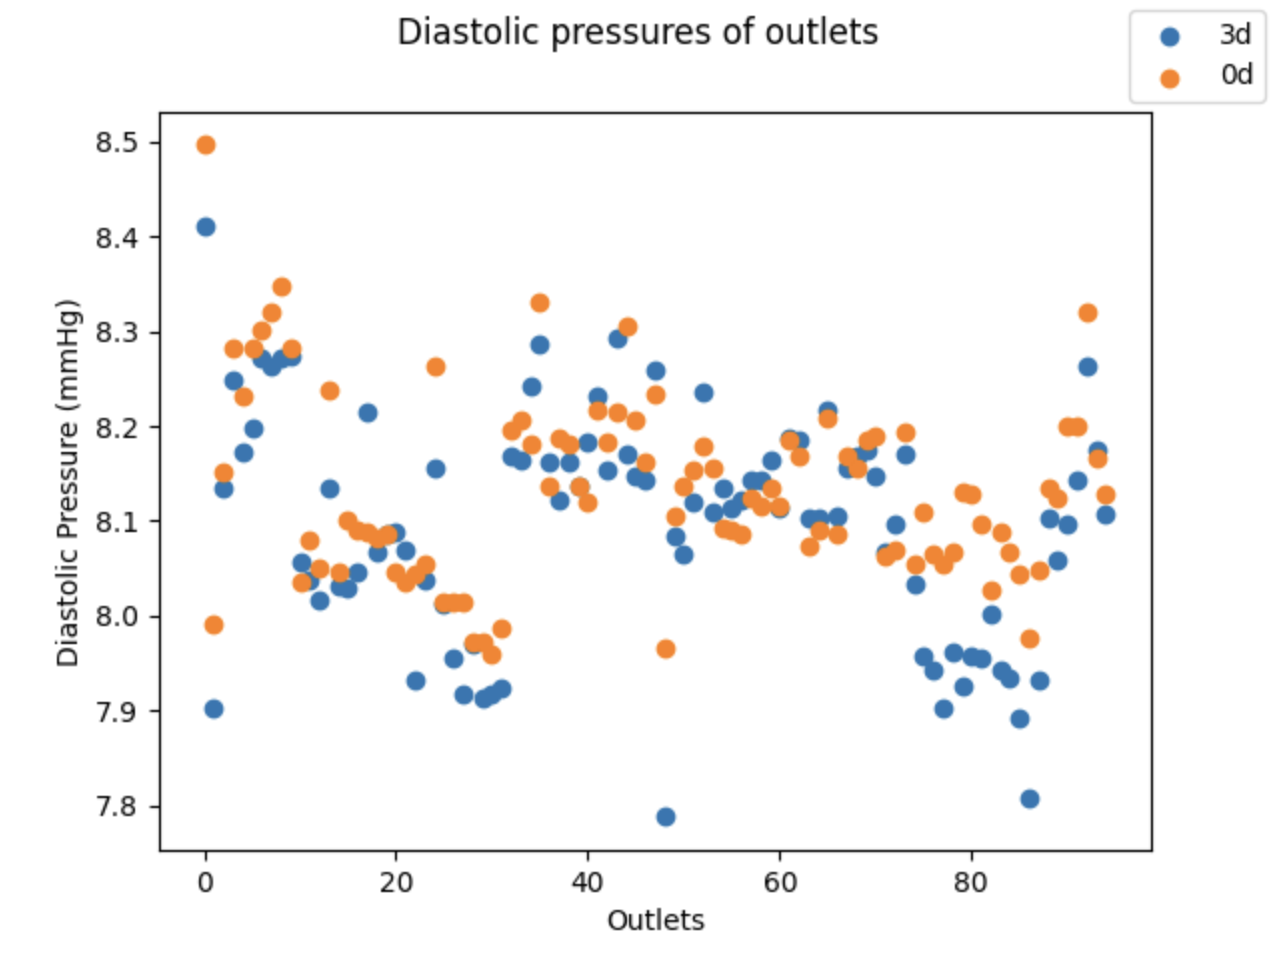 Diastolic pressures of outlets
3d
0d
8.5
8.4
8.3
8.2
8.1
8.0
7.9
7.8
Diastolic Pressure (mmHg)
0 20 40 60 80
Outlets